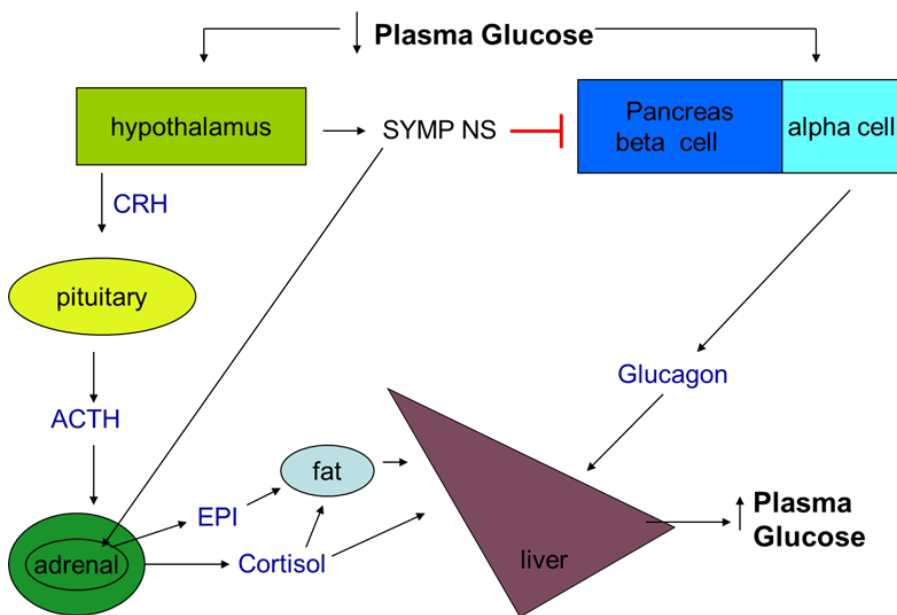 Plasma Glucose
hypothalamus
SYMP NS
Pancreas
beta cell
alpha cell
CRH
pituitary
Glucagon
ACTH
fat
EPI
Plasma
Glucose
adrenal
Cortisol
liver